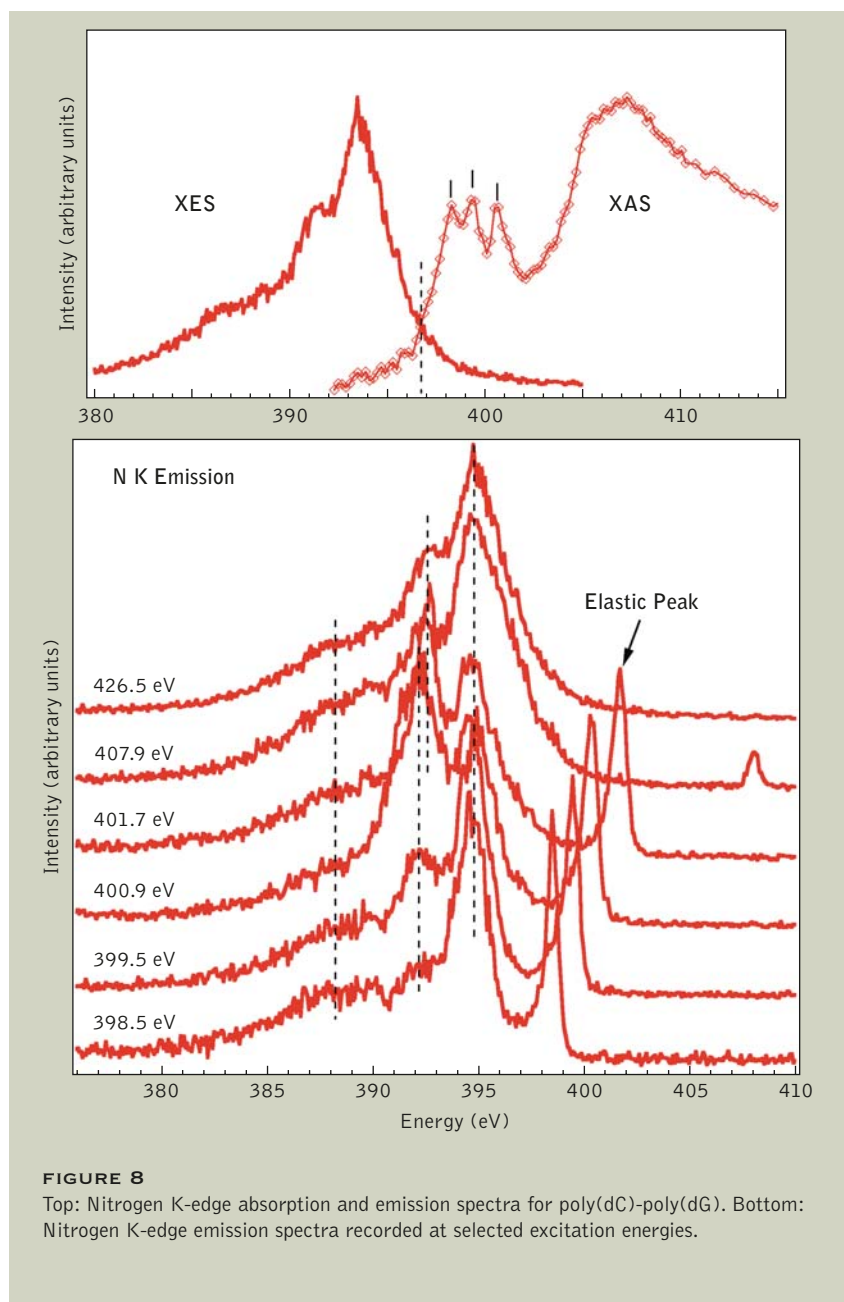 Intensity (arbitrary units)
XES
XAS
380 390 400 410
N K Emission
Elastic Peak
Intensity (arbitrary units)
426.5 eV
407.9 eV
401.7 eV
400.9 eV
399.5 eV
398.5 eV
380 385 390 395 400 405 410
Energy (eV)
FIGURE 8
Top: Nitrogen K-edge absorption and emission spectra for poly(dC)-poly(dG). Bottom:
Nitrogen K-edge emission spectra recorded at selected excitation energies.